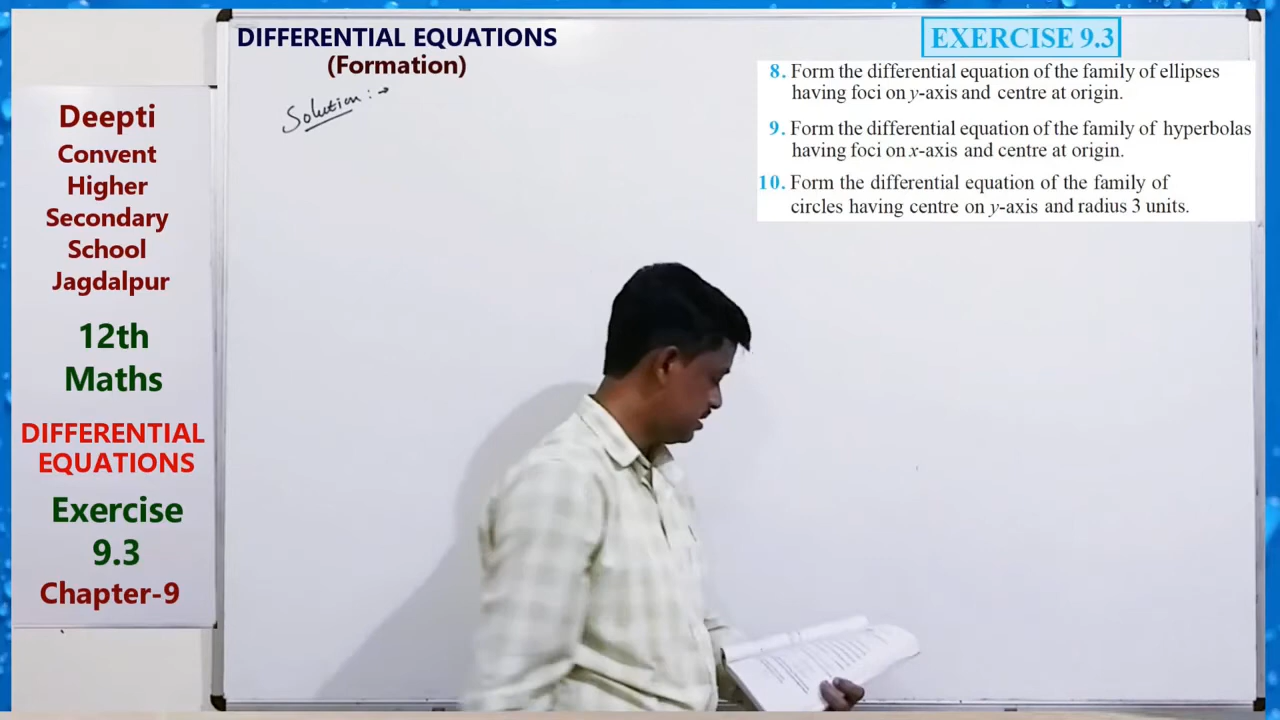 DIFFERENTIAL EQUATIONS
(Formation)
Solution :→
EXERCISE 9.3
8. Form the differential equation of the family of ellipses
having foci on y-axis and centre at origin.
9. Form the differential equation of the family of hyperbolas
having foci on x-axis and centre at origin.
10. Form the differential equation of the family of
circles having centre on y-axis and radius 3 units.
Deepti
Convent
Higher
Secondary
School
Jagdalpur
12th
Maths
DIFFERENTIAL
EQUATIONS
Exercise
9.3
Chapter-9